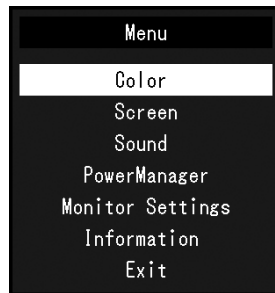 Menu
Color
Screen
Sound
PowerManager
Monitor Settings
Information
Exit